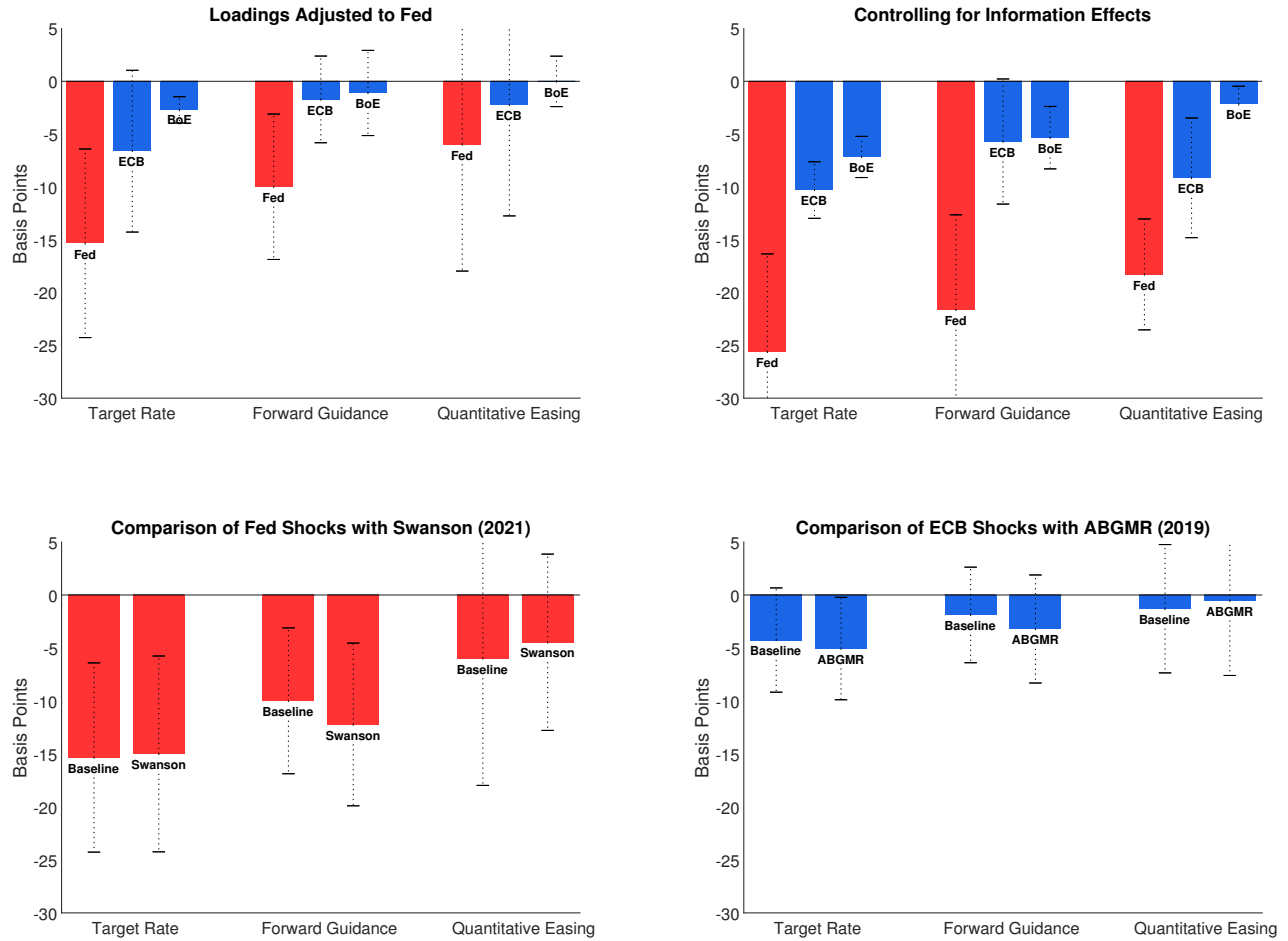 Loadings Adjusted to Fed
Basis Points
5
0
-5
-10
-15
-20
-25
-30
Fed
ECB
BoE
Fed
ECB
BoE
Fed
ECB
BoE
Target Rate
Forward Guidance
Quantitative Easing
Controlling for Information Effects
Basis Points
5
0
-5
-10
-15
-20
-25
-30
Fed
ECB
BoE
Fed
ECB
BoE
Fed
ECB
BoE
Target Rate
Forward Guidance
Quantitative Easing
Comparison of Fed Shocks with Swanson (2021)
Basis Points
5
0
-5
-10
-15
-20
-25
-30
Baseline
Swanson
Baseline
Swanson
Baseline
Swanson
Target Rate
Forward Guidance
Quantitative Easing
Comparison of ECB Shocks with ABGMR (2019)
Basis Points
5
0
-5
-10
-15
-20
-25
-30
Baseline
ABGMR
Baseline
ABGMR
Baseline
ABGMR
Target Rate
Forward Guidance
Quantitative Easing